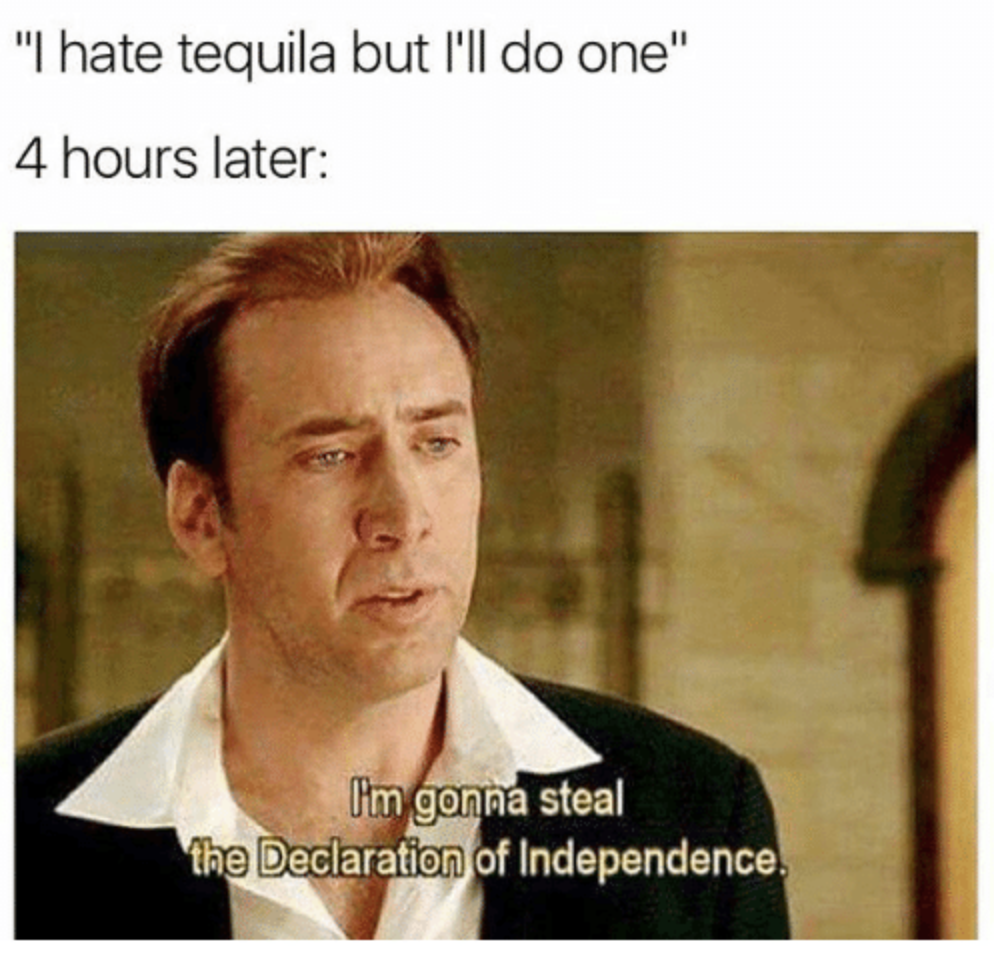 "I hate tequila but I'll do one"
4 hours later:
I'm gonna steal
the Declaration of Independence.